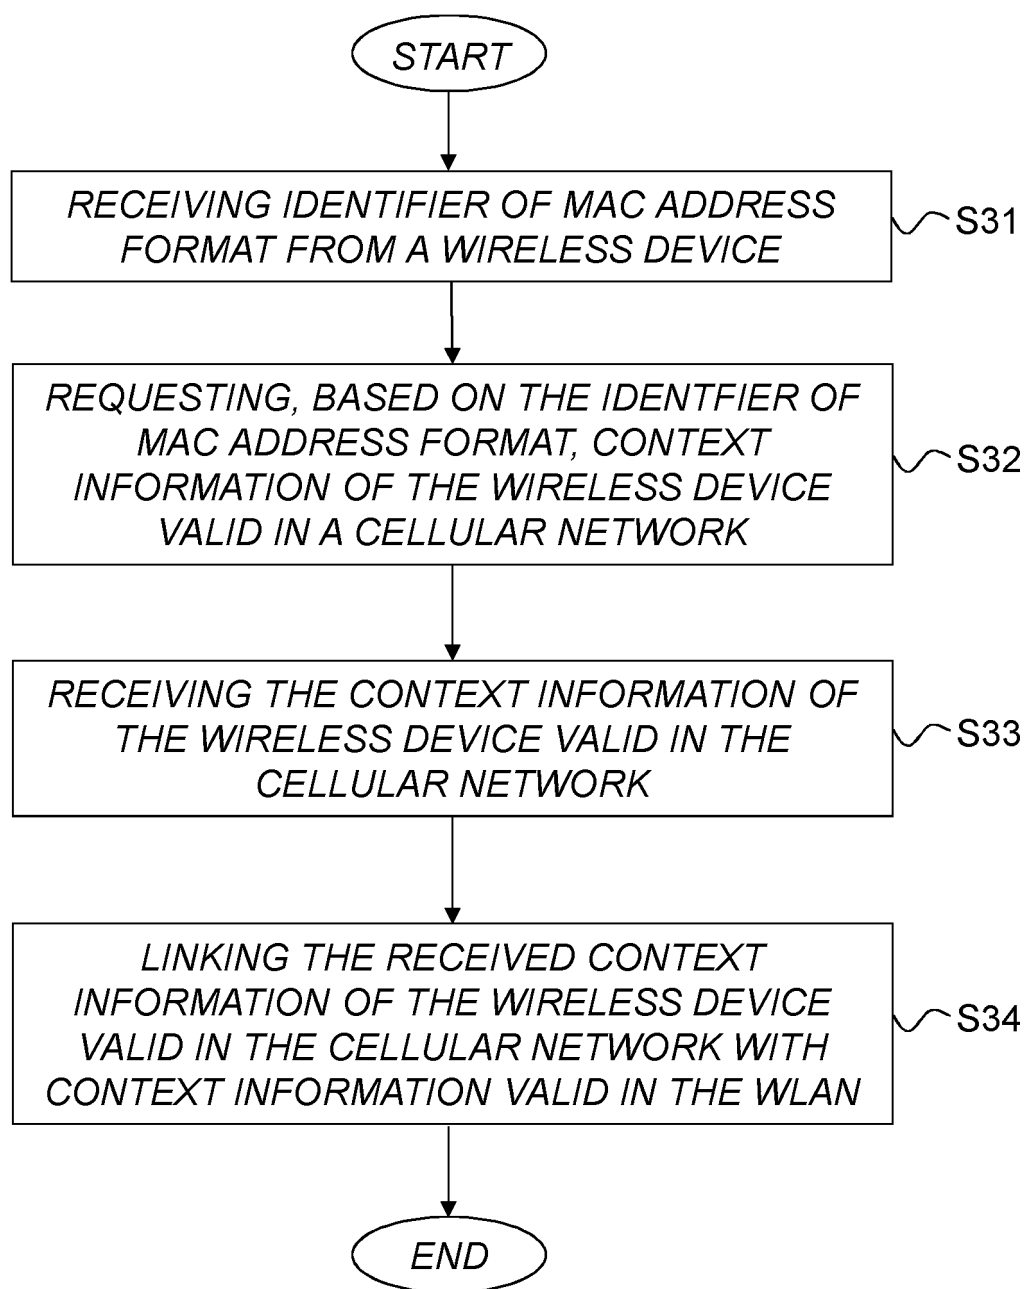 START
RECEIVING IDENTIFIER OF MAC ADDRESS
FORMAT FROM A WIRELESS DEVICE
S31
REQUESTING, BASED ON THE IDENTFIER OF
MAC ADDRESS FORMAT, CONTEXT
INFORMATION OF THE WIRELESS DEVICE
VALID IN A CELLULAR NETWORK
S32
RECEIVING THE CONTEXT INFORMATION OF
THE WIRELESS DEVICE VALID IN THE
CELLULAR NETWORK
S33
LINKING THE RECEIVED CONTEXT
INFORMATION OF THE WIRELESS DEVICE
VALID IN THE CELLULAR NETWORK WITH
CONTEXT INFORMATION VALID IN THE WLAN
S34
END